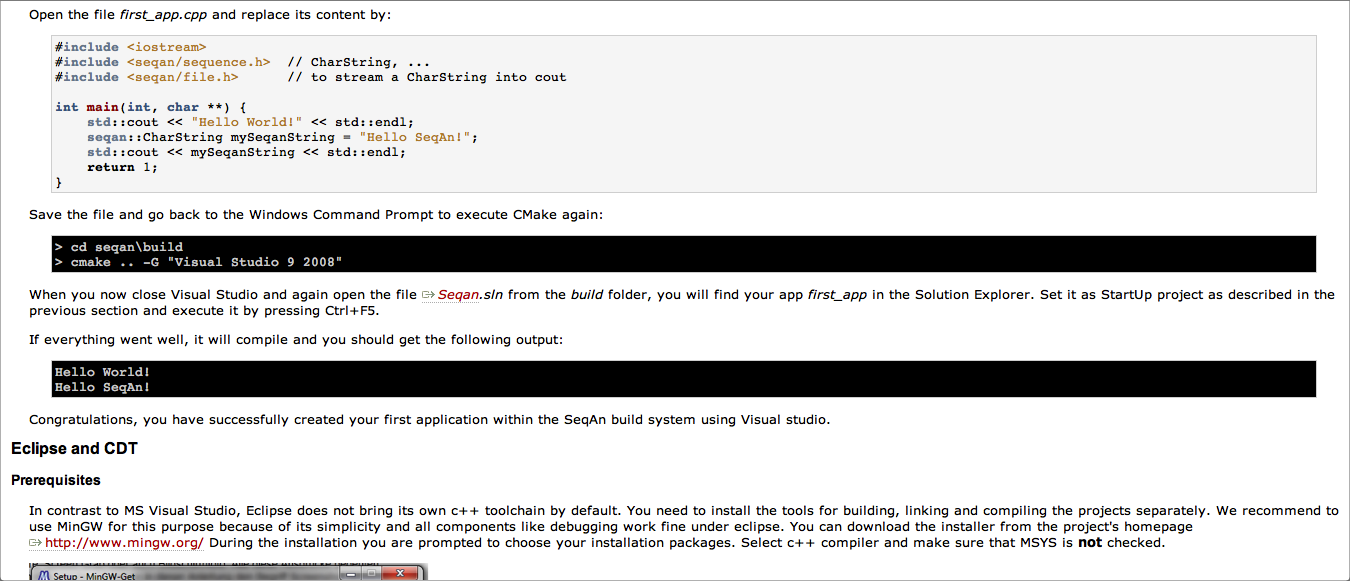 Open the file first_app.cpp and replace its content by:
#include <iostream>
#include <seqan/sequence.h>  // CharString, ...
#include <seqan/file.h>      // to stream a CharString into cout
int main(int, char **) {
    std::cout << "Hello World!" << std::endl;
    seqan::CharString mySeqanString = "Hello SeqAn!";
    std::cout << mySeqanString << std::endl;
    return 1;
}
Save the file and go back to the Windows Command Prompt to execute CMake again:
> cd seqan\build
> cmake .. -G "Visual Studio 9 2008"
When you now close Visual Studio and again open the file Seqan.sln from the build folder, you will find your app first_app in the Solution Explorer. Set it as StartUp project as described in the
previous section and execute it by pressing Ctrl+F5.
If everything went well, it will compile and you should get the following output:
Hello World!
Hello SeqAn!
Congratulations, you have successfully created your first application within the SeqAn build system using Visual studio.
Eclipse and CDT
Prerequisites
In contrast to MS Visual Studio, Eclipse does not bring its own c++ toolchain by default. You need to install the tools for building, linking and compiling the projects separately. We recommend to
use MinGW for this purpose because of its simplicity and all components like debugging work fine under eclipse. You can download the installer from the project's homepage
http://www.mingw.org/ During the installation you are prompted to choose your installation packages. Select c++ compiler and make sure that MSYS is not checked.
Setup - MinGW-Get